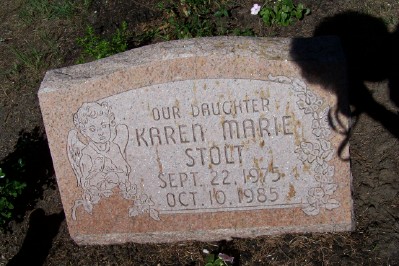 OUR DAUGHTER
KAREN MARIE
STOLT
SEPT. 22, 1975
OCT. 10, 1985